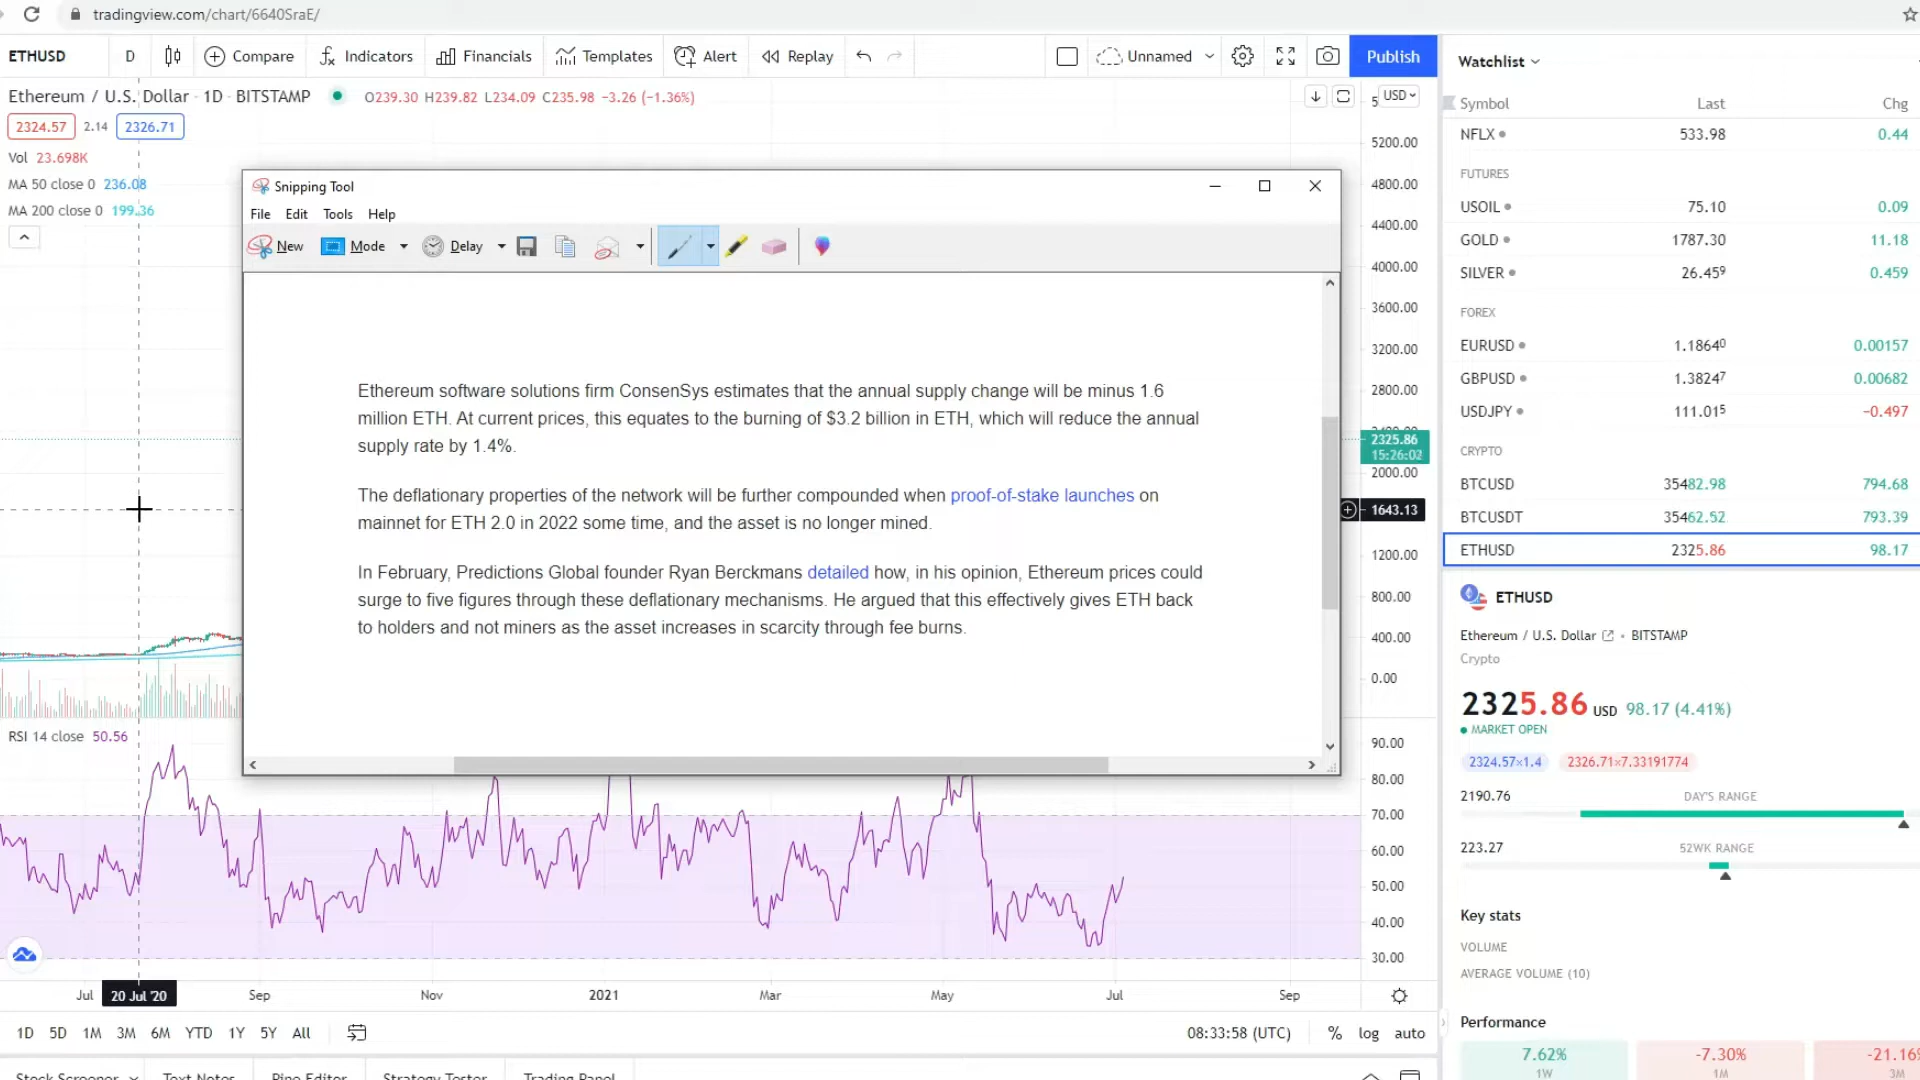 tradingview.com/chart/6640SraE/
ETHUSD D Compare Indicators Financials Templates Alert Replay Unnamed Publish
Ethereum / U.S. Dollar · 1D · BITSTAMP O239.30 H239.82 L234.09 C235.98 −3.26 (−1.36%)
2324.57 2.14 2326.71
Vol 23.698K
MA 50 close 0 236.08
MA 200 close 0 199.36
Snipping Tool
File Edit Tools Help
New Mode Delay
Ethereum software solutions firm ConsenSys estimates that the annual supply change will be minus 1.6
million ETH. At current prices, this equates to the burning of $3.2 billion in ETH, which will reduce the annual
supply rate by 1.4%.
The deflationary properties of the network will be further compounded when proof-of-stake launches on
mainnet for ETH 2.0 in 2022 some time, and the asset is no longer mined.
In February, Predictions Global founder Ryan Berckmans detailed how, in his opinion, Ethereum prices could
surge to five figures through these deflationary mechanisms. He argued that this effectively gives ETH back
to holders and not miners as the asset increases in scarcity through fee burns.
USD
5200.00
4800.00
4400.00
4000.00
3600.00
3200.00
2800.00
2325.86
15:26:02
2000.00
1643.13
1200.00
800.00
400.00
0.00
RSI 14 close 50.56
90.00
80.00
70.00
60.00
50.00
40.00
30.00
Jul 20 Jul '20 Sep Nov 2021 Mar May Jul Sep
1D 5D 1M 3M 6M YTD 1Y 5Y All 08:33:58 (UTC) % log auto
Stock Screener Text Notes Pine Editor Strategy Tester Trading Panel
Watchlist
Symbol Last Chg
NFLX 533.98 0.44
FUTURES
USOIL 75.10 0.09
GOLD 1787.30 11.18
SILVER 26.459 0.459
FOREX
EURUSD 1.18640 0.00157
GBPUSD 1.38247 0.00682
USDJPY 111.015 −0.497
CRYPTO
BTCUSD 35482.98 794.68
BTCUSDT 35462.52 793.39
ETHUSD 2325.86 98.17
ETHUSD
Ethereum / U.S. Dollar • BITSTAMP
Crypto
2325.86 USD 98.17 (4.41%)
MARKET OPEN
2324.57×1.4 2326.71×7.33191774
2190.76 DAY'S RANGE
223.27 52WK RANGE
Key stats
VOLUME
AVERAGE VOLUME (10)
Performance
7.62% -7.30% -21.16%
1W 1M 3M